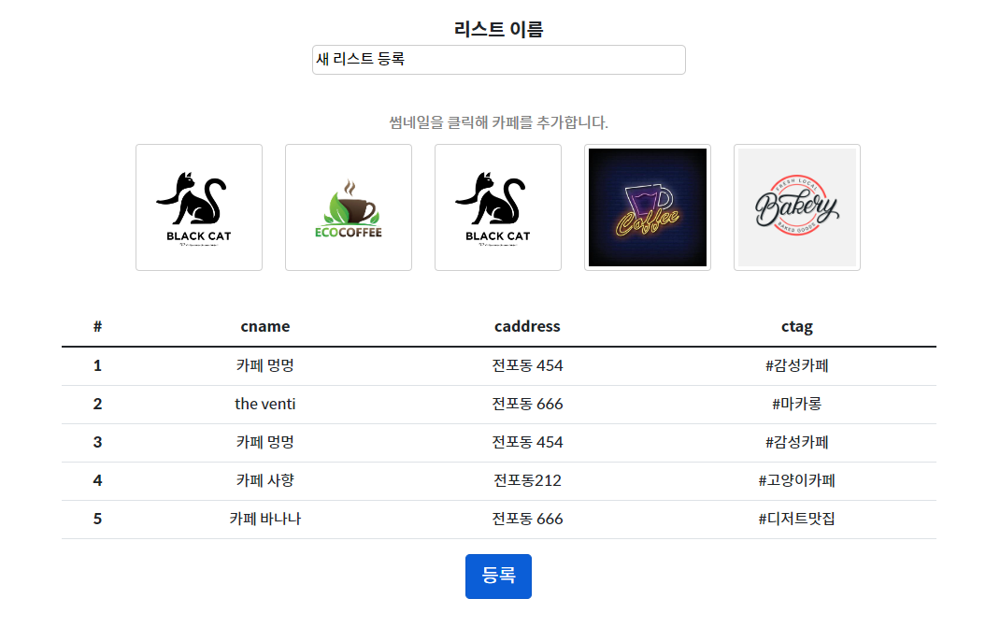 리스트 이름
새 리스트 등록
썸네일을 클릭해 카페를 추가합니다.
BLACK CAT
ECOCOFFEE
BLACK CAT
Coffee
FRESH LOCAL
Bakery
BAKED GOODS
# cname caddress ctag
1 카페 멍멍 전포동 454 #감성카페
2 the venti 전포동 666 #마카롱
3 카페 멍멍 전포동 454 #감성카페
4 카페 사향 전포동212 #고양이카페
5 카페 바나나 전포동 666 #디저트맛집
등록